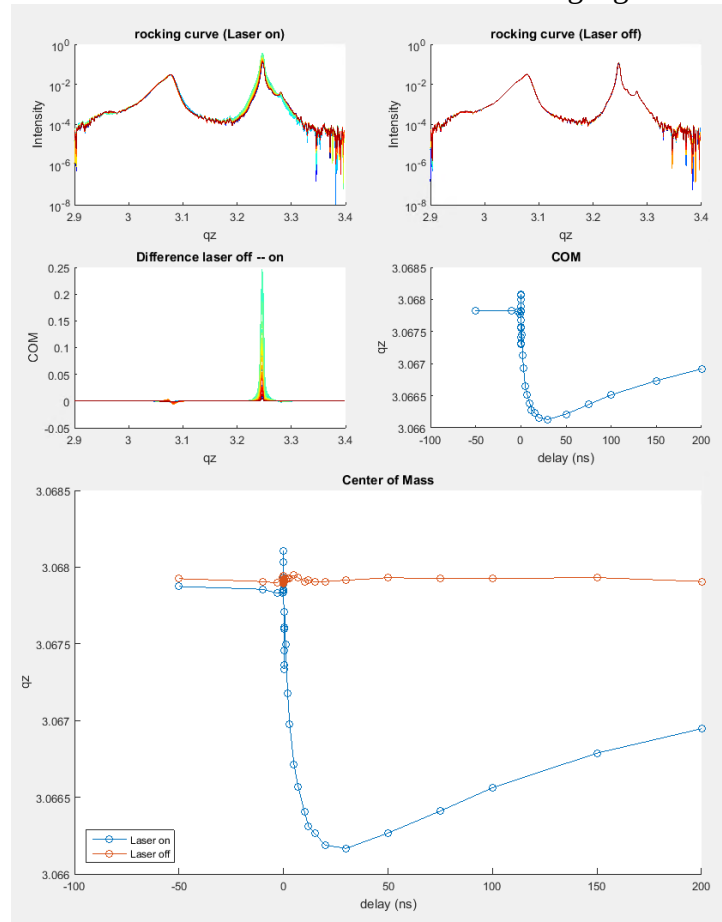 rocking curve (Laser on)
rocking curve (Laser off)
10^0
10^-2
10^-4
10^-6
10^-8
Intensity
2.9 3 3.1 3.2 3.3 3.4
qz
10^0
10^-2
10^-4
10^-6
10^-8
Intensity
2.9 3 3.1 3.2 3.3 3.4
qz
Difference laser off -- on
0.25
0.2
0.15
0.1
0.05
0
-0.05
COM
2.9 3 3.1 3.2 3.3 3.4
qz
COM
3.0685
3.068
3.0675
3.067
3.0665
3.066
qz
-100 -50 0 50 100 150 200
delay (ns)
Center of Mass
3.0685
3.068
3.0675
3.067
3.0665
3.066
qz
Laser on
Laser off
-100 -50 0 50 100 150 200
delay (ns)